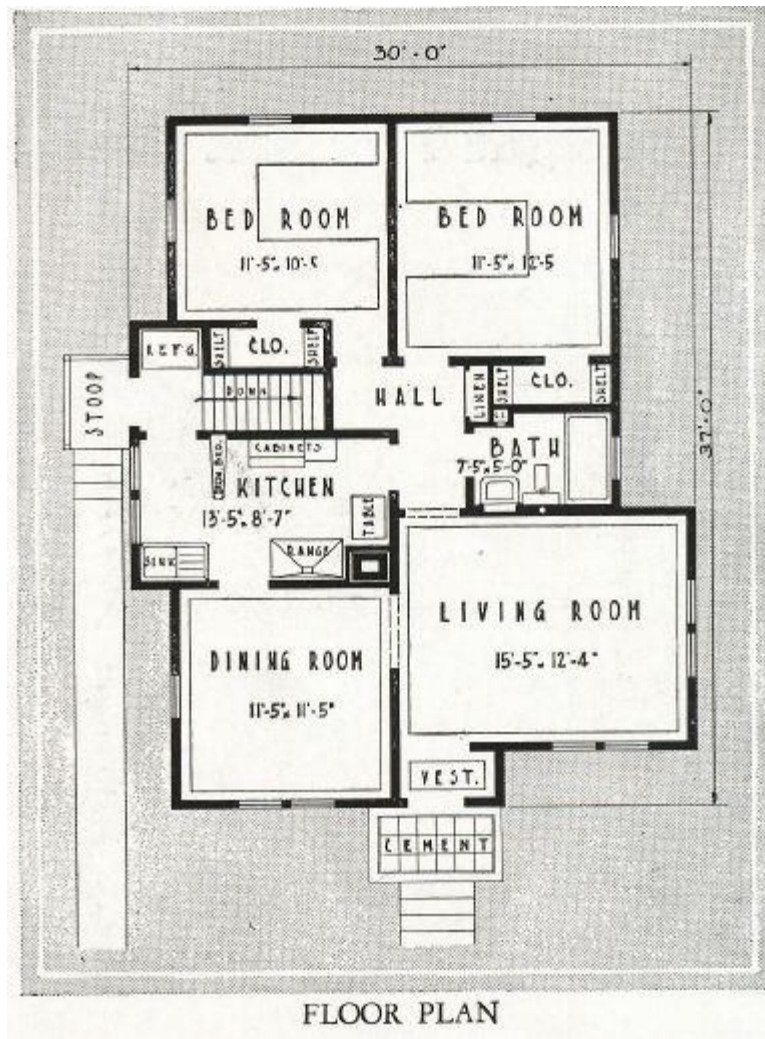 30'-0"
BED ROOM
11'-5" x 10'-5
BED ROOM
11'-5" x 12'-5
REFG.
SHELF
CLO.
SHELF
STOOP
DOWN
HALL
LINEN
SHELF
CLO.
SHELF
37'-0"
CABINETS
BATH
7'-5" x 5'-0"
KITCHEN
13'-5" x 8'-7"
TABLE
SINK
RANGE
LIVING ROOM
15'-5" x 12'-4"
DINING ROOM
11'-5" x 11'-5"
VEST.
CEMENT
FLOOR PLAN